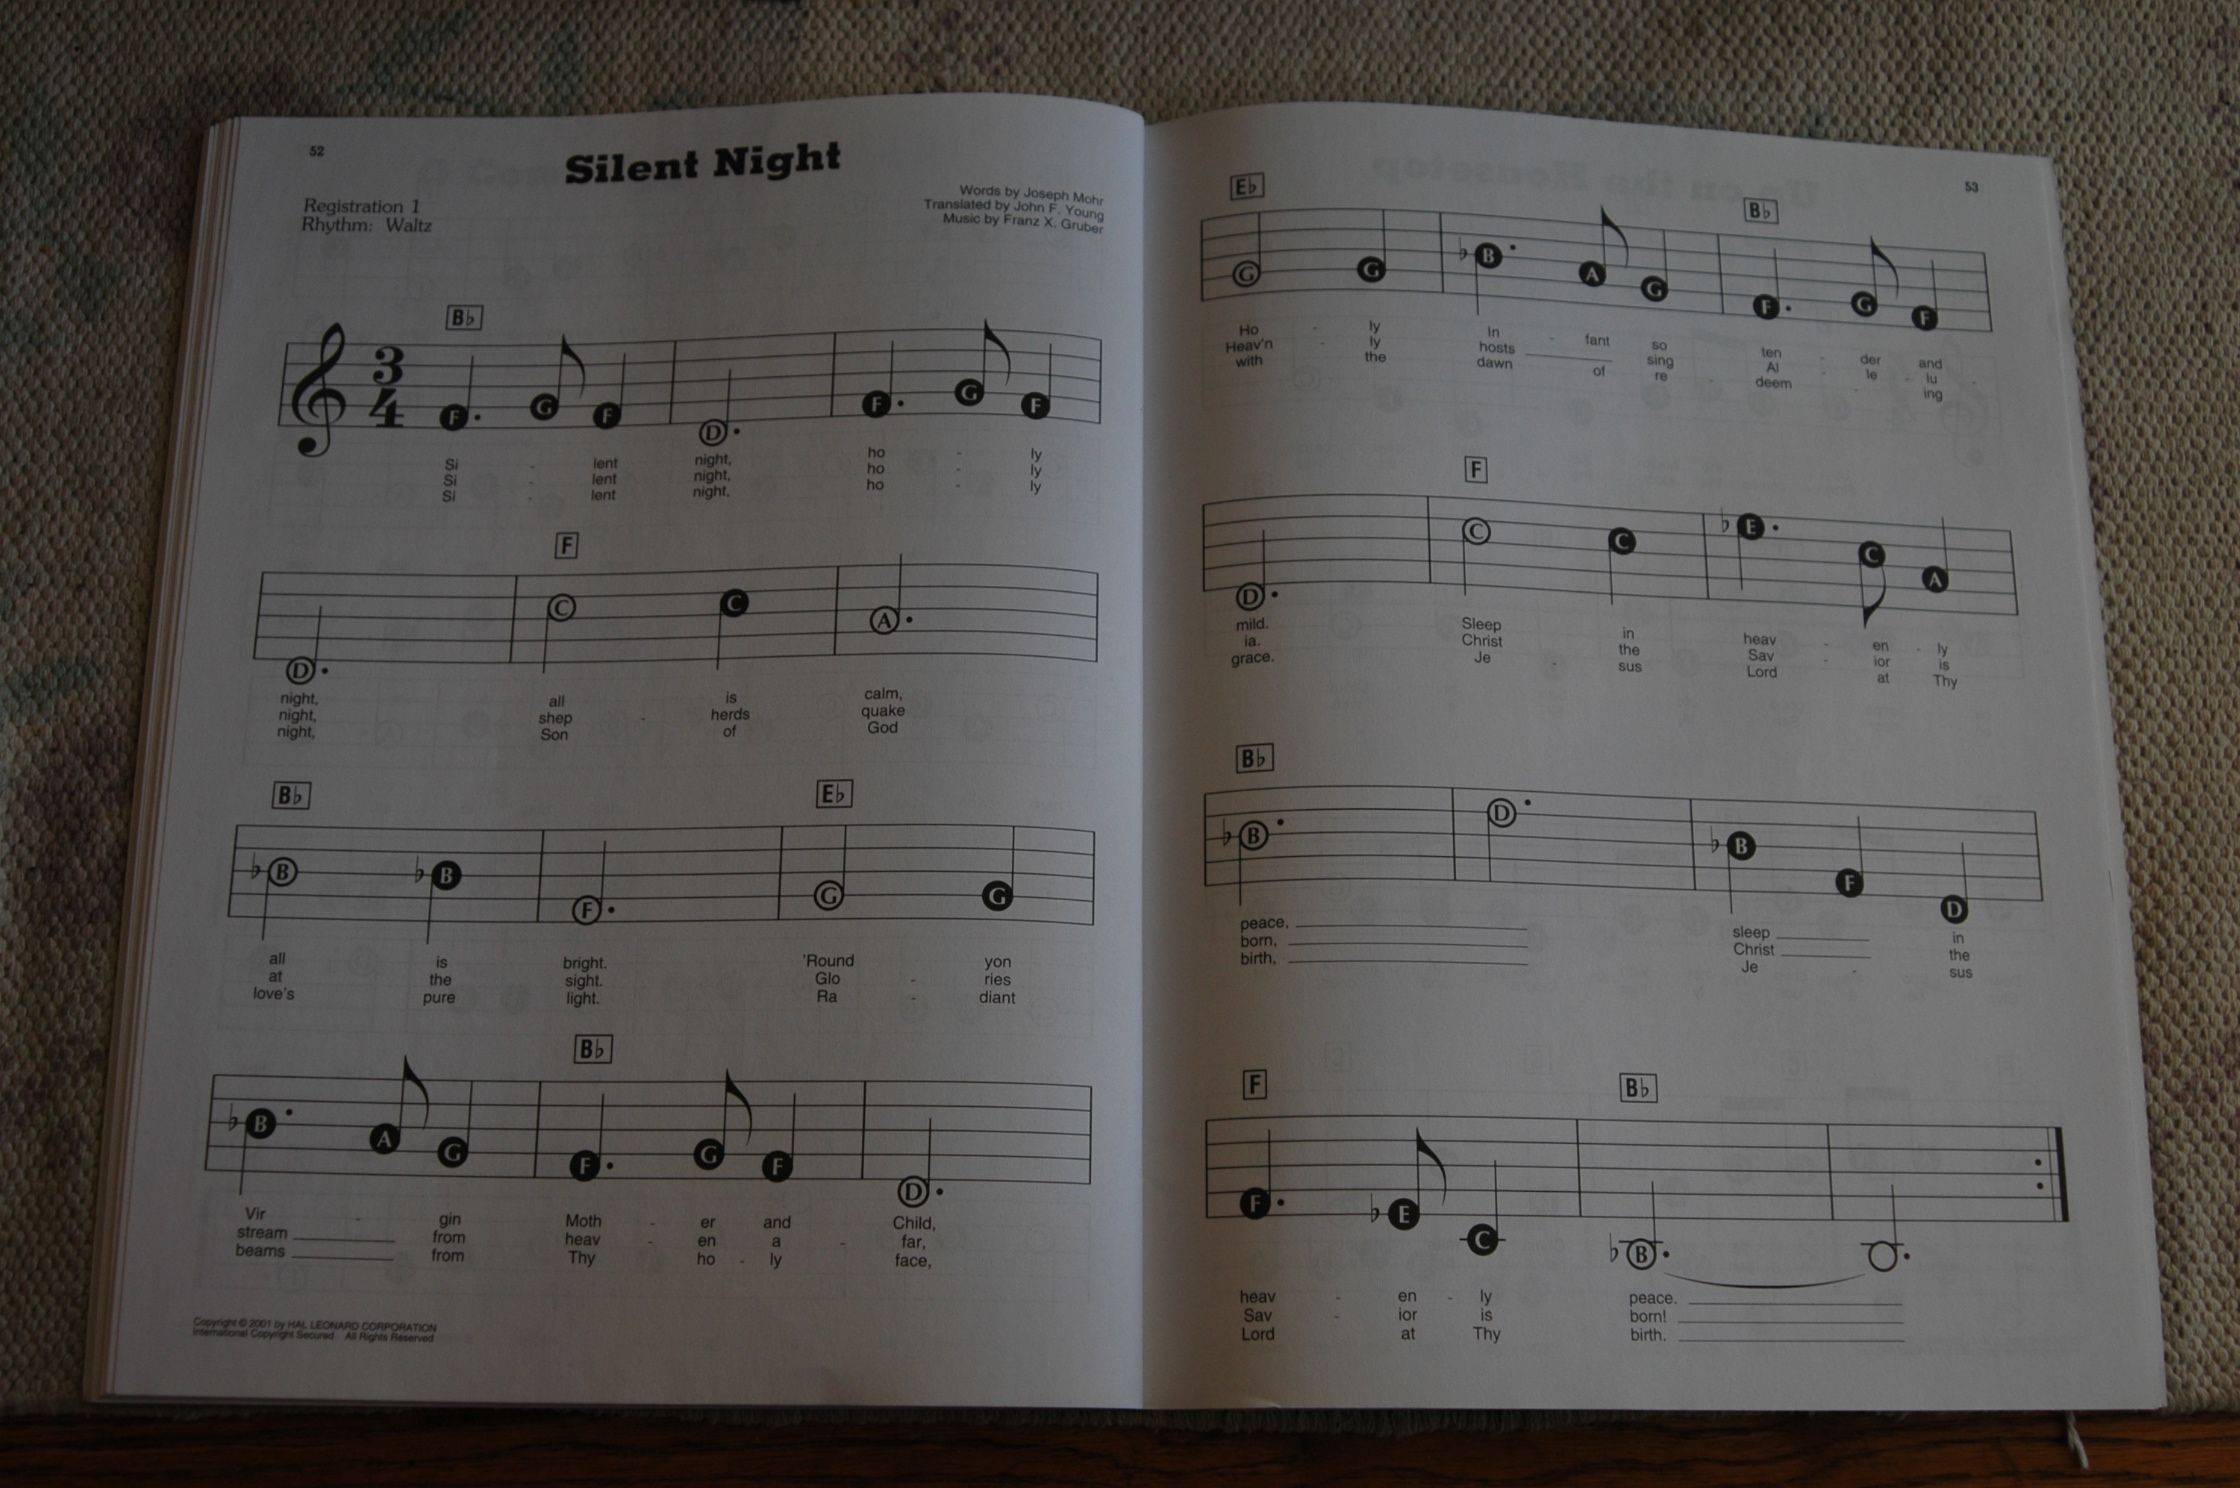 52
Silent Night
Registration 1
Rhythm: Waltz
Words by Joseph Mohr
Translated by John F. Young
Music by Franz X. Gruber
B♭
3
4
F G F D F G F
Si - lent night, ho - ly
Si - lent night, ho - ly
Si - lent night, ho - ly
F
D C C A
night, all is calm,
night, shep - herds quake
night, Son of God
B♭ E♭
♭B ♭B F G G
all is bright. 'Round yon
at the sight. Glo - ries
love's pure light. Ra - diant
B♭
♭B A G F G F D
Vir - gin Moth - er and Child,
stream from heav - en a - far,
beams from Thy ho - ly face,
Copyright © 2001 by HAL LEONARD CORPORATION
International Copyright Secured All Rights Reserved
53
E♭ B♭
G G ♭B A G F G F
Ho - ly In - fant so ten - der and
Heav'n - ly hosts sing Al - le - lu -
with the dawn of re - deem - ing
F
D C C ♭E C A
mild. Sleep in heav - en - ly
ia. Christ the Sav - ior is
grace. Je - sus Lord at Thy
B♭
♭B D ♭B F D
peace, sleep in
born, Christ the
birth, Je - sus
F B♭
F ♭E C ♭B
heav - en - ly peace.
Sav - ior is born!
Lord at Thy birth.